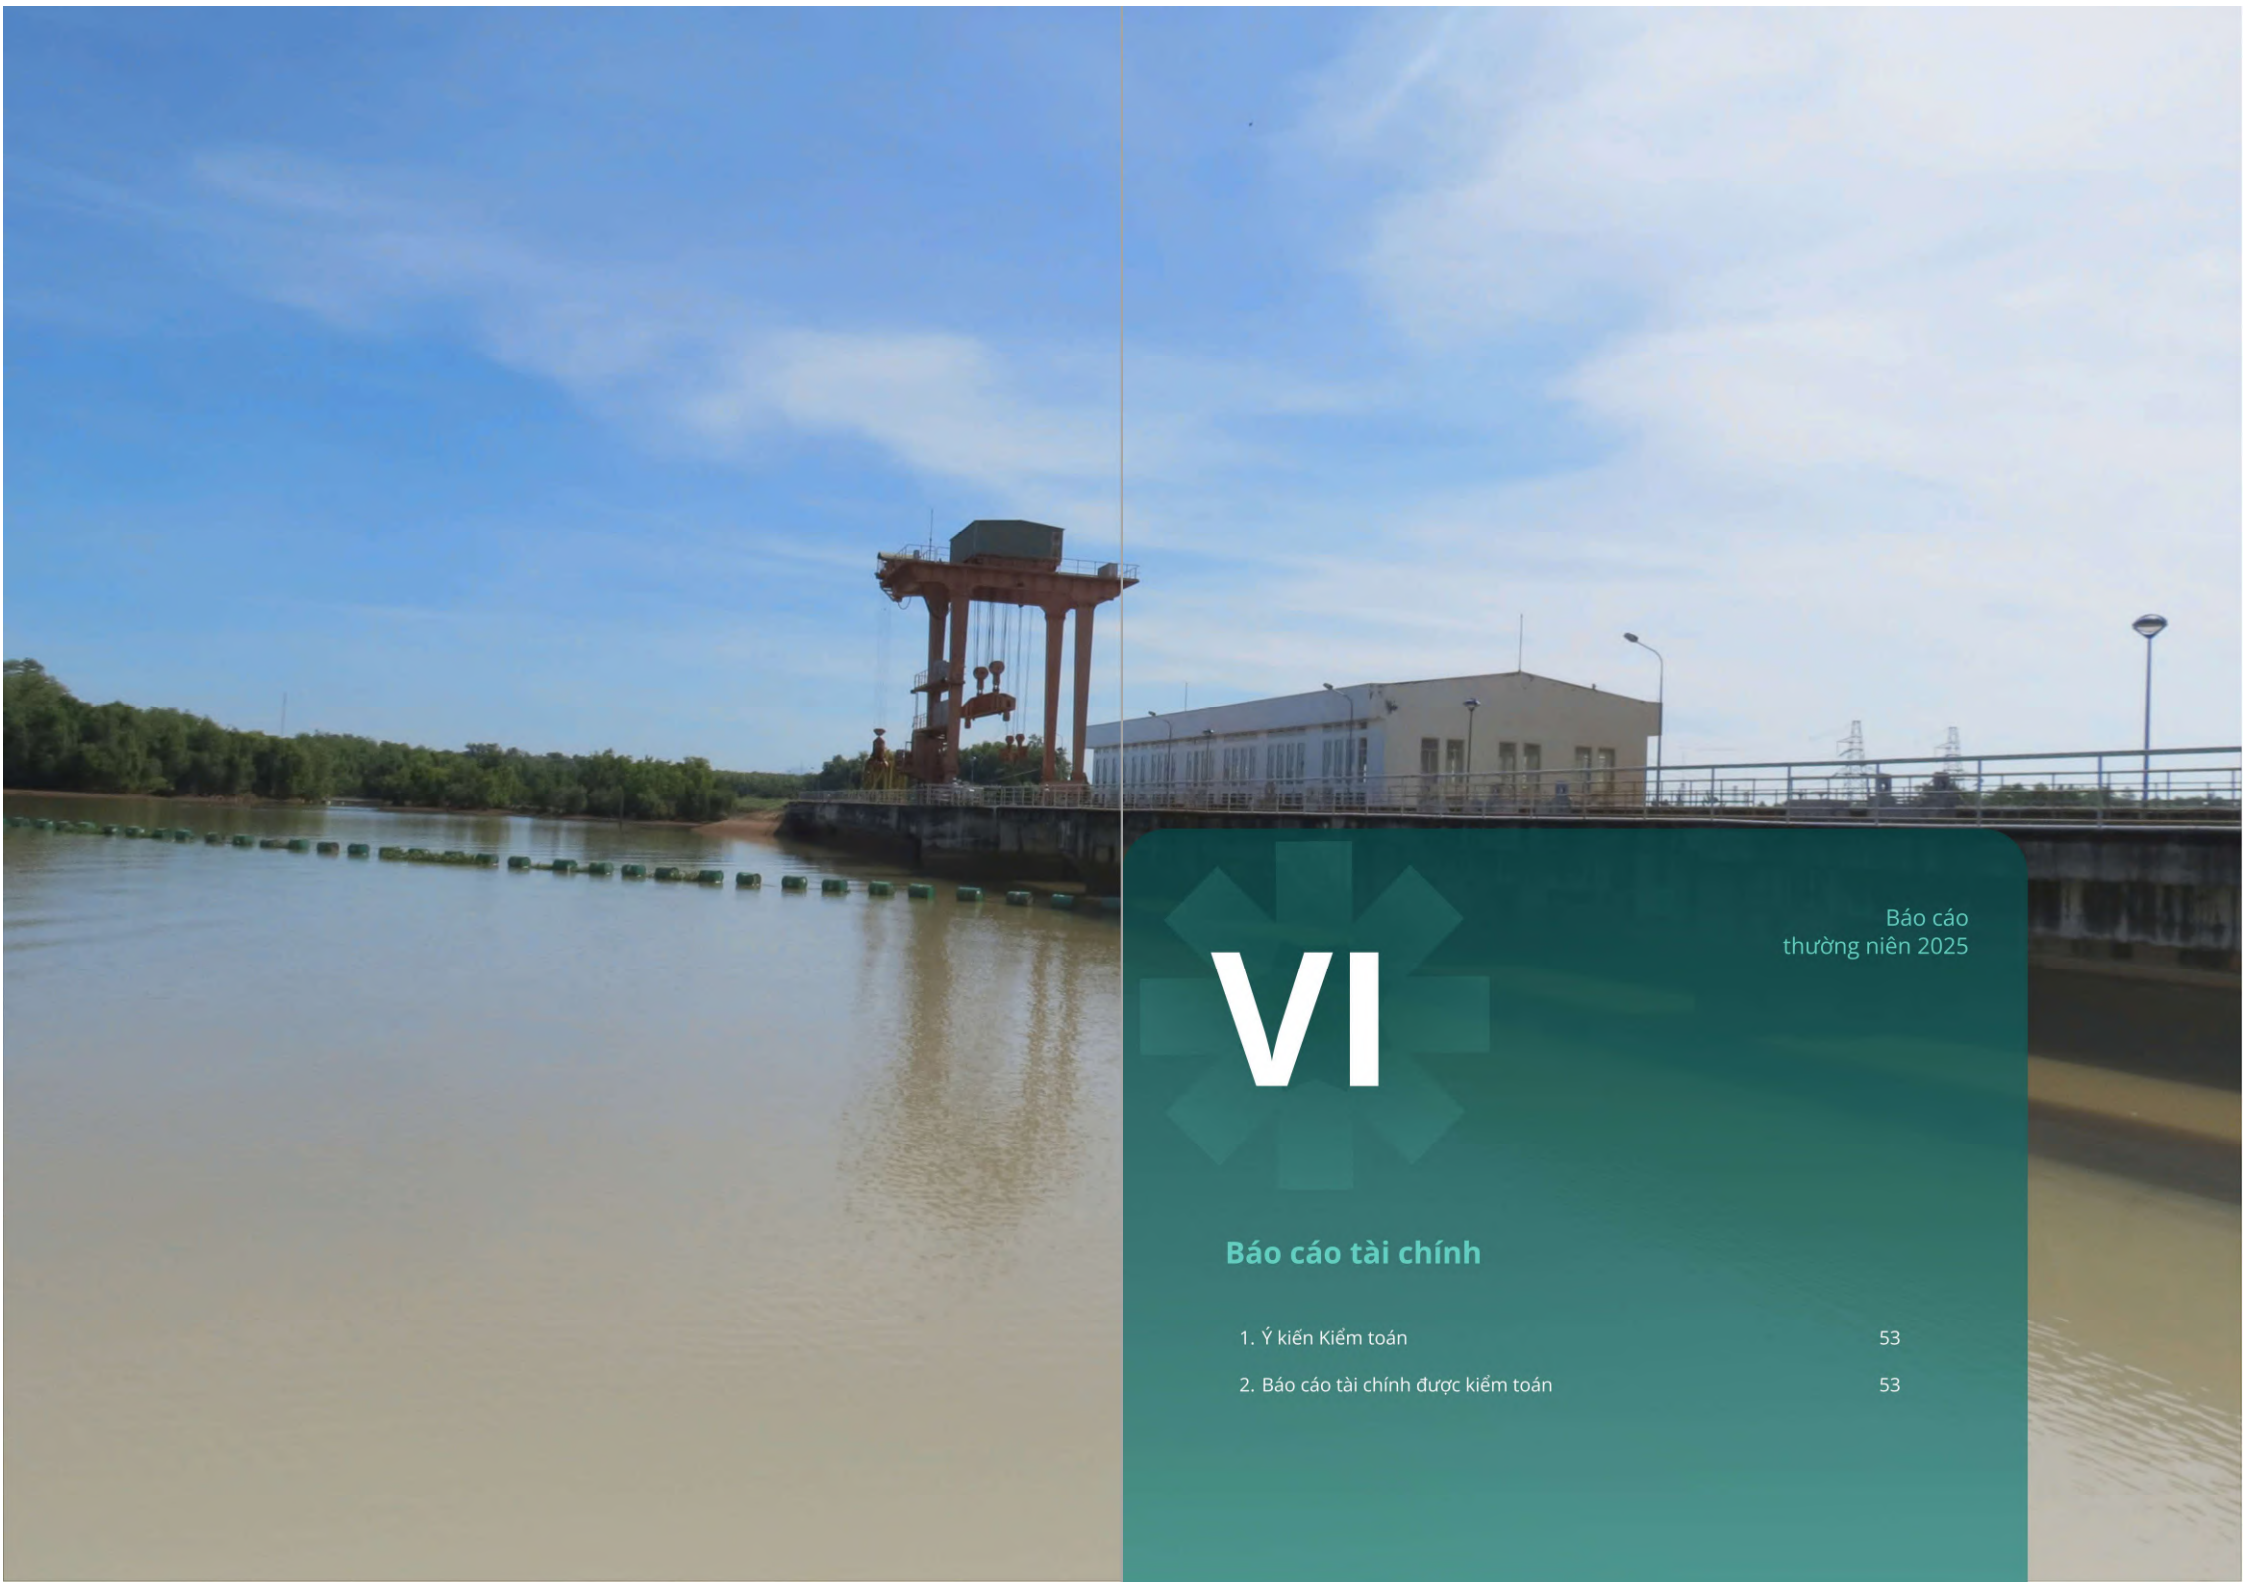 Báo cáo
thường niên 2025
VI
Báo cáo tài chính
1. Ý kiến Kiểm toán 53
2. Báo cáo tài chính được kiểm toán 53